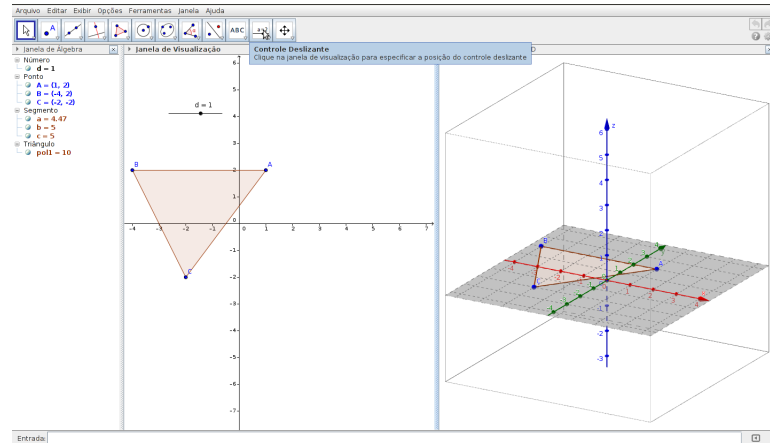 Arquivo Editar Exibir Opções Ferramentas Janela Ajuda
ABC
a=2
Janela de Álgebra
Janela de Visualização
Controle Deslizante
Clique na janela de visualização para especificar a posição do controle deslizante
Número
d = 1
Ponto
A = (1, 2)
B = (-4, 2)
C = (-2, -2)
Segmento
a = 4.47
b = 5
c = 5
Triângulo
pol1 = 10
d = 1
B
A
C
6
5
4
3
2
1
0
-4 -3 -2 -1 0 1 2 3 4 5 6 7
-1
-2
-3
-4
-5
-6
-7
z
6
5
4
3
2
1
B
A
-2
-3
Entrada: